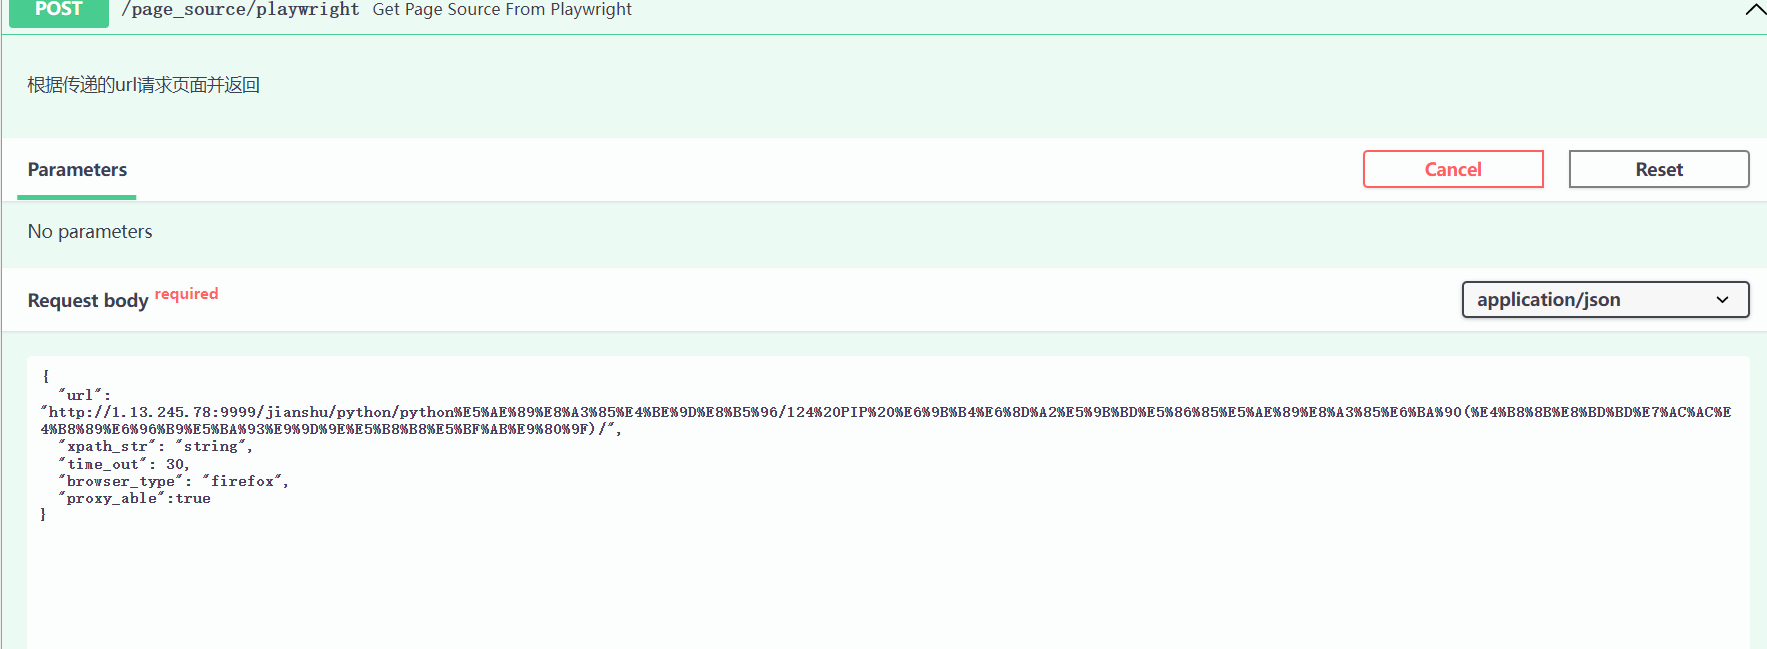 POST /page_source/playwright Get Page Source From Playwright
根据传递的url请求页面并返回
Parameters
Cancel
Reset
No parameters
Request body required
application/json
{
"url":
"http://1.13.245.78:9999/jianshu/python/python%E5%AE%89%E8%A3%85%E4%BE%9D%E8%B5%96/124%20PIP%20%E6%9B%B4%E6%8D%A2%E5%9B%BD%E5%86%85%E5%AE%89%E8%A3%85%E6%BA%90(%E4%B8%8B%E8%BD%BD%E7%AC%AC%E
4%B8%89%E6%96%B9%E5%BA%93%E9%9D%9E%E5%B8%B8%E5%BF%AB%E9%80%9F)/",
"xpath_str": "string",
"time_out": 30,
"browser_type": "firefox",
"proxy_able":true
}